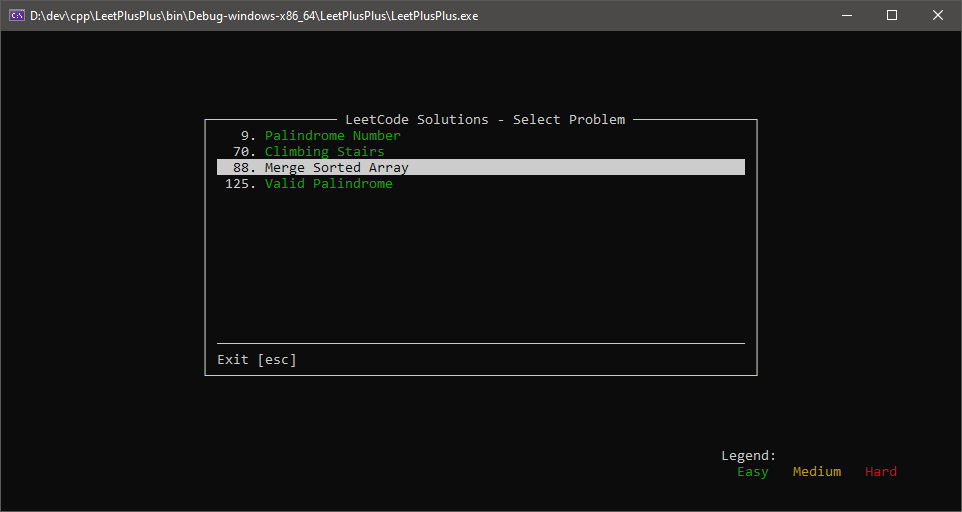 D:\dev\cpp\LeetPlusPlus\bin\Debug-windows-x86_64\LeetPlusPlus\LeetPlusPlus.exe
LeetCode Solutions - Select Problem
9. Palindrome Number
70. Climbing Stairs
88. Merge Sorted Array
125. Valid Palindrome
Exit [esc]
Legend:
Easy Medium Hard